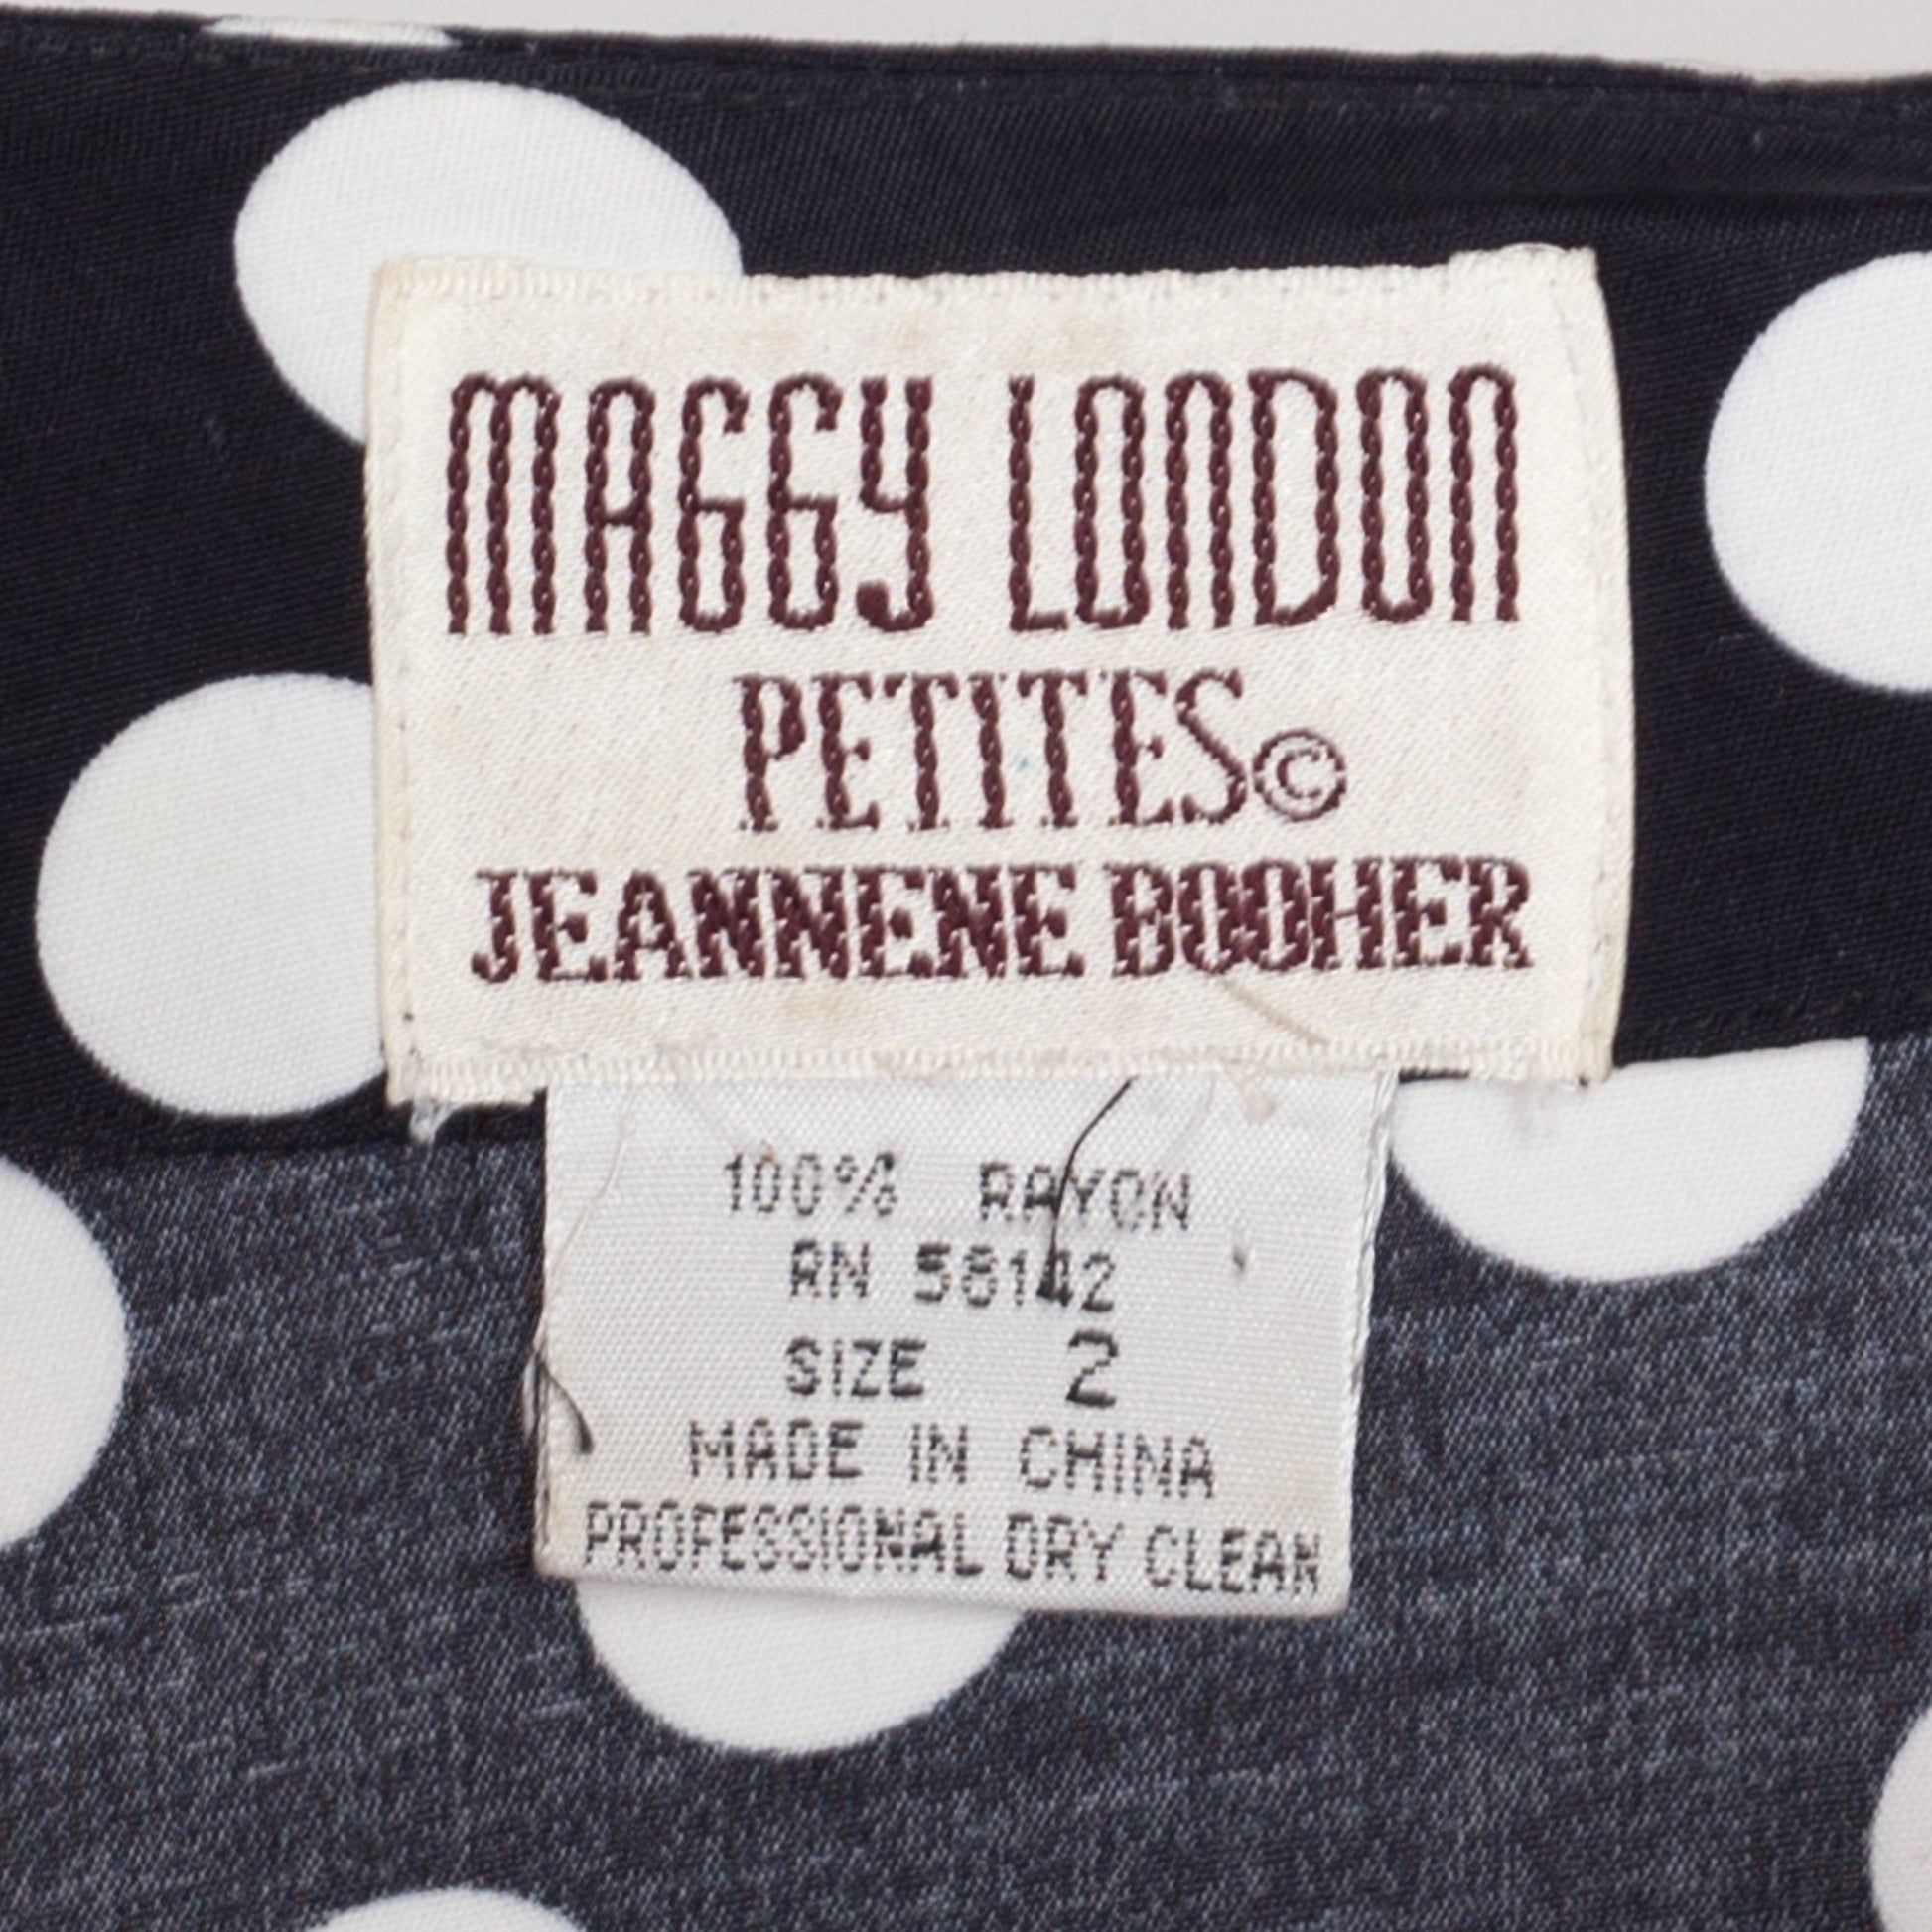 MAGGY LONDON
PETITES©
JEANNENE BOOHER
100% RAYON
RN 58142
SIZE 2
MADE IN CHINA
PROFESSIONAL DRY CLEAN